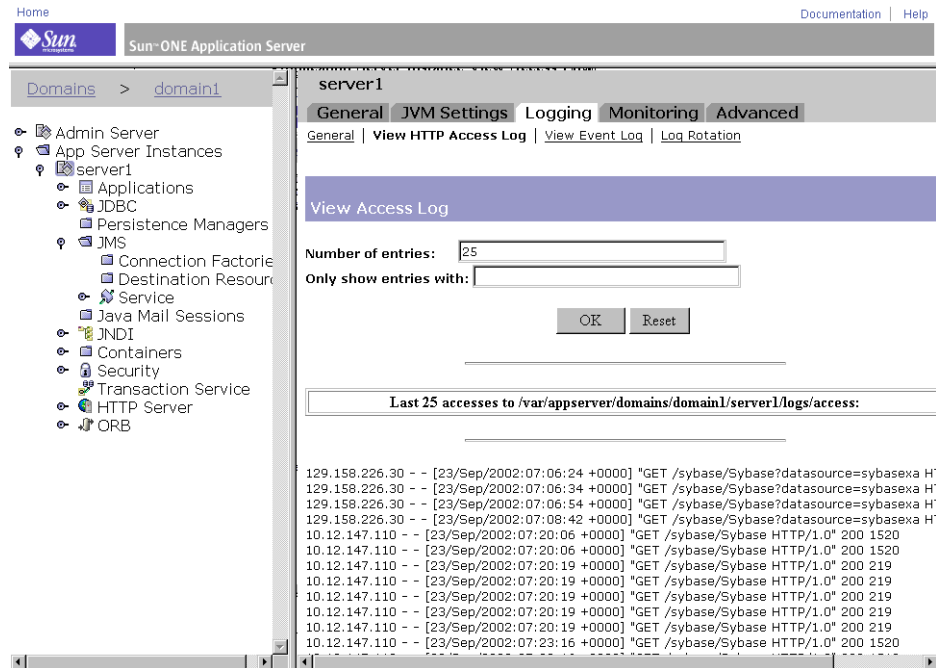 Home
Documentation | Help
Sun
microsystems
Sun™ONE Application Server
Domains > domain1
Admin Server
App Server Instances
server1
Applications
JDBC
Persistence Managers
JMS
Connection Factorie
Destination Resour
Service
Java Mail Sessions
JNDI
Containers
Security
Transaction Service
HTTP Server
ORB
server1
General JVM Settings Logging Monitoring Advanced
General | View HTTP Access Log | View Event Log | Log Rotation
View Access Log
Number of entries: 25
Only show entries with:
OK Reset
Last 25 accesses to /var/appserver/domains/domain1/server1/logs/access:
129.158.226.30 - - [23/Sep/2002:07:06:24 +0000] "GET /sybase/Sybase?datasource=sybasexa HT
129.158.226.30 - - [23/Sep/2002:07:06:34 +0000] "GET /sybase/Sybase?datasource=sybasexa HT
129.158.226.30 - - [23/Sep/2002:07:06:54 +0000] "GET /sybase/Sybase?datasource=sybasexa HT
129.158.226.30 - - [23/Sep/2002:07:08:42 +0000] "GET /sybase/Sybase?datasource=sybasexa HT
10.12.147.110 - - [23/Sep/2002:07:20:06 +0000] "GET /sybase/Sybase HTTP/1.0" 200 1520
10.12.147.110 - - [23/Sep/2002:07:20:06 +0000] "GET /sybase/Sybase HTTP/1.0" 200 1520
10.12.147.110 - - [23/Sep/2002:07:20:19 +0000] "GET /sybase/Sybase HTTP/1.0" 200 219
10.12.147.110 - - [23/Sep/2002:07:20:19 +0000] "GET /sybase/Sybase HTTP/1.0" 200 219
10.12.147.110 - - [23/Sep/2002:07:20:19 +0000] "GET /sybase/Sybase HTTP/1.0" 200 219
10.12.147.110 - - [23/Sep/2002:07:20:19 +0000] "GET /sybase/Sybase HTTP/1.0" 200 219
10.12.147.110 - - [23/Sep/2002:07:20:19 +0000] "GET /sybase/Sybase HTTP/1.0" 200 219
10.12.147.110 - - [23/Sep/2002:07:23:16 +0000] "GET /sybase/Sybase HTTP/1.0" 200 1520